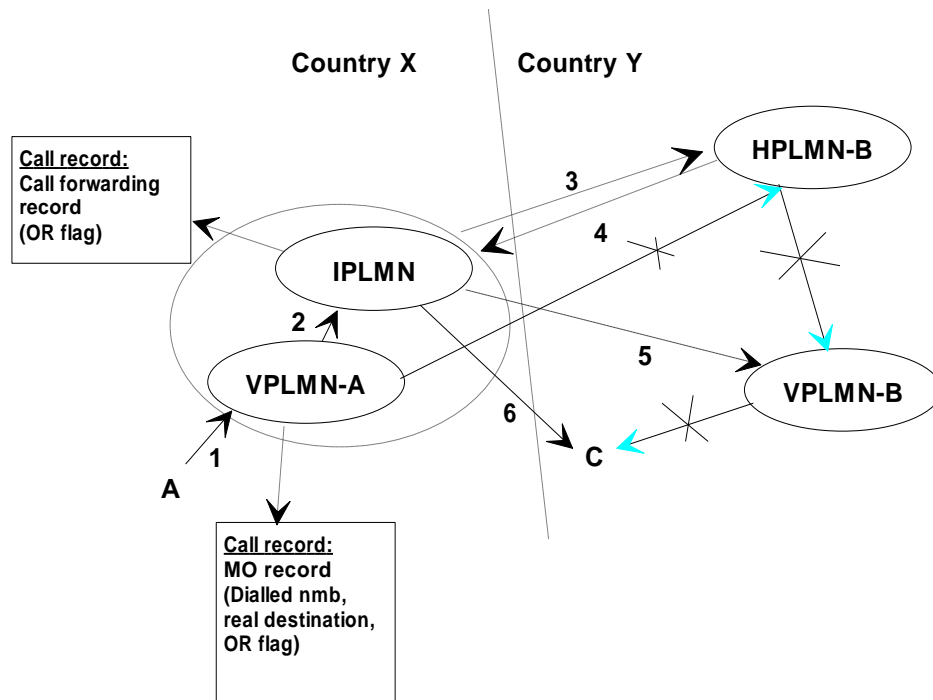 Country X
Country Y
Call record:
Call forwarding
record
(OR flag)
HPLMN-B
3
4
IPLMN
2
5
VPLMN-A
VPLMN-B
6
1
C
A
Call record:
MO record
(Dialled nmb,
real destination,
OR flag)